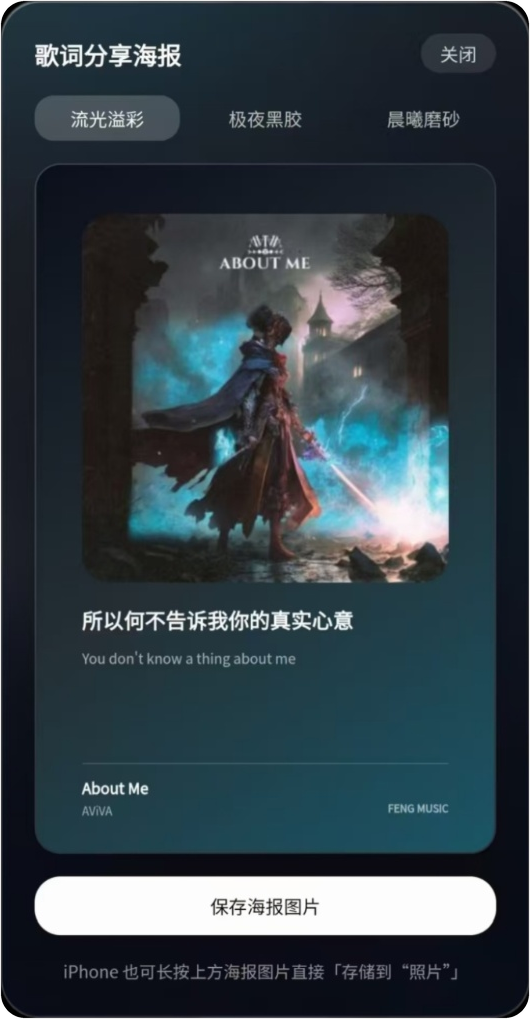 歌词分享海报
关闭
流光溢彩
极夜黑胶
晨曦磨砂
ABOUT ME
所以何不告诉我你的真实心意
You don't know a thing about me
About Me
AViVA
FENG MUSIC
保存海报图片
iPhone 也可长按上方海报图片直接「存储到“照片”」